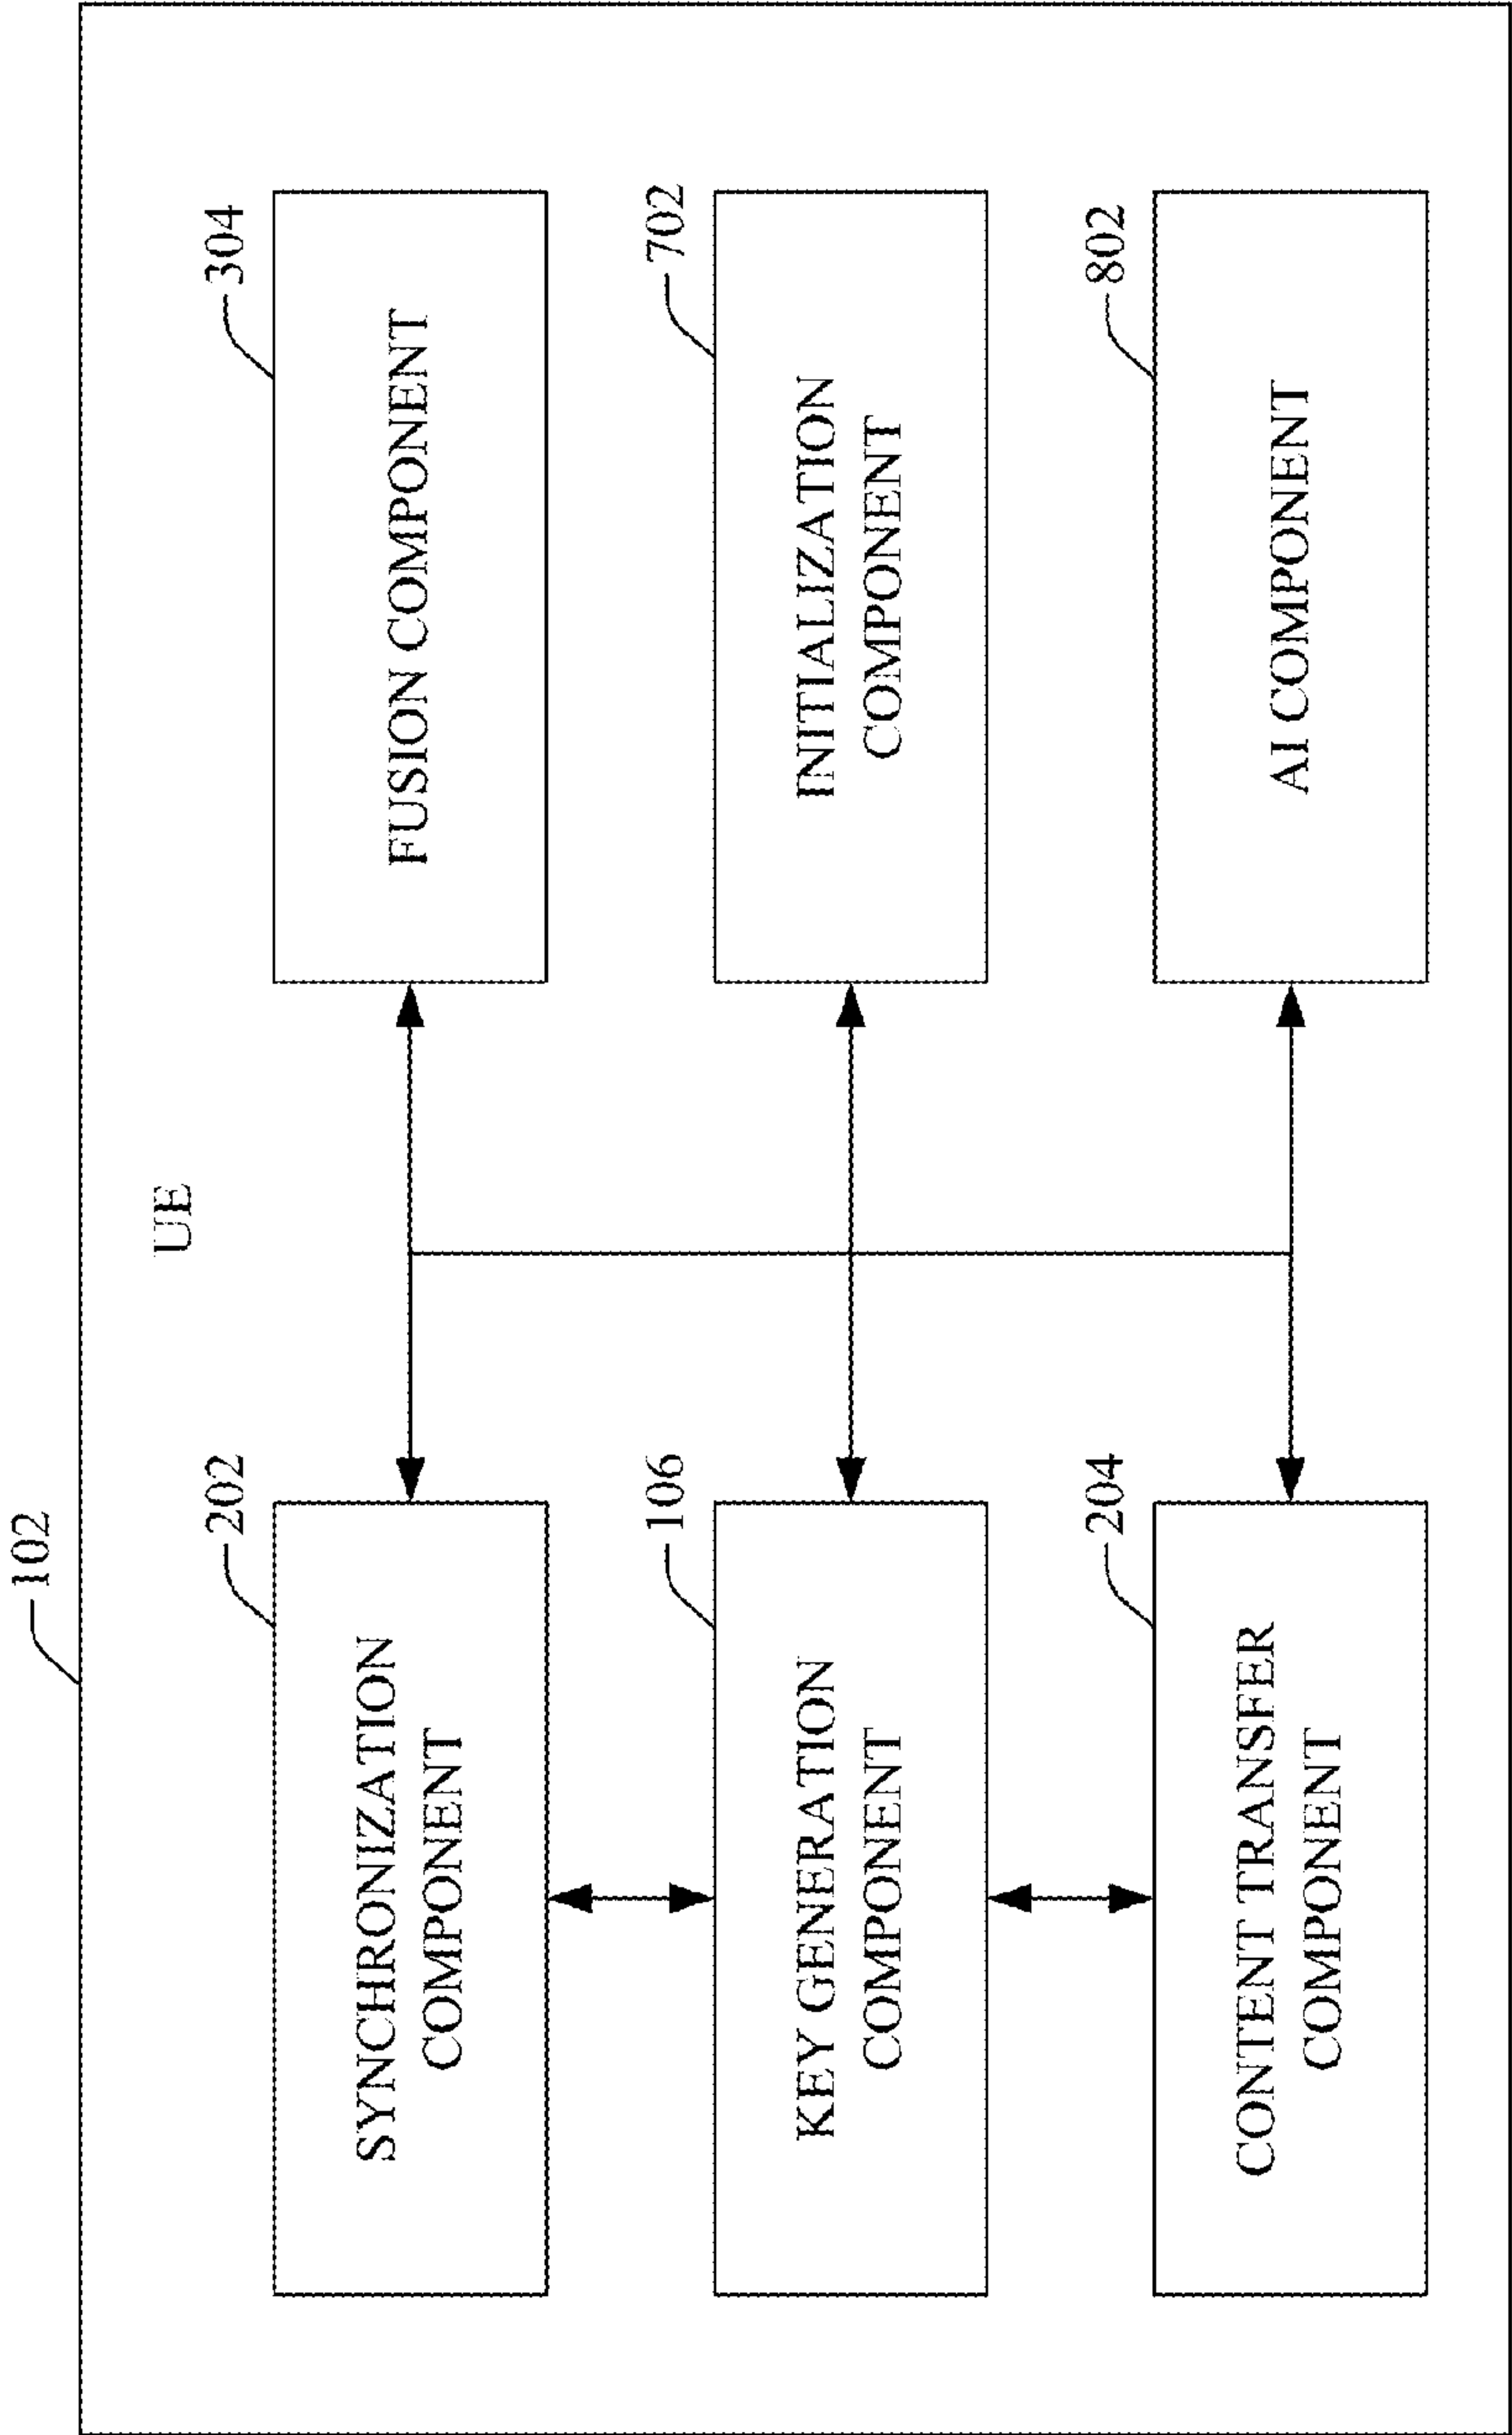 102
UE
202
SYNCHRONIZATION
COMPONENT
304
FUSION COMPONENT
106
KEY GENERATION
COMPONENT
702
INITIALIZATION
COMPONENT
204
CONTENT TRANSFER
COMPONENT
802
AI COMPONENT